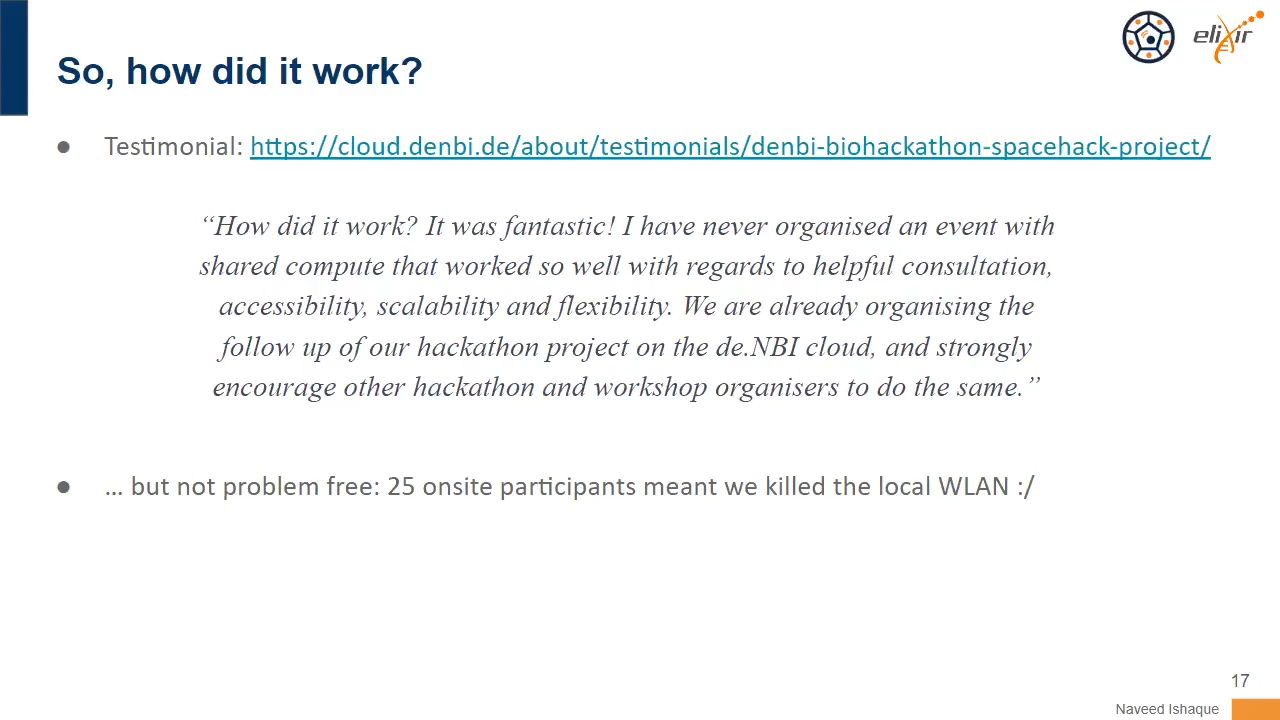 elixir
So, how did it work?
● Testimonial: https://cloud.denbi.de/about/testimonials/denbi-biohackathon-spacehack-project/
“How did it work? It was fantastic! I have never organised an event with
shared compute that worked so well with regards to helpful consultation,
accessibility, scalability and flexibility. We are already organising the
follow up of our hackathon project on the de.NBI cloud, and strongly
encourage other hackathon and workshop organisers to do the same.”
● … but not problem free: 25 onsite participants meant we killed the local WLAN :/
17
Naveed Ishaque